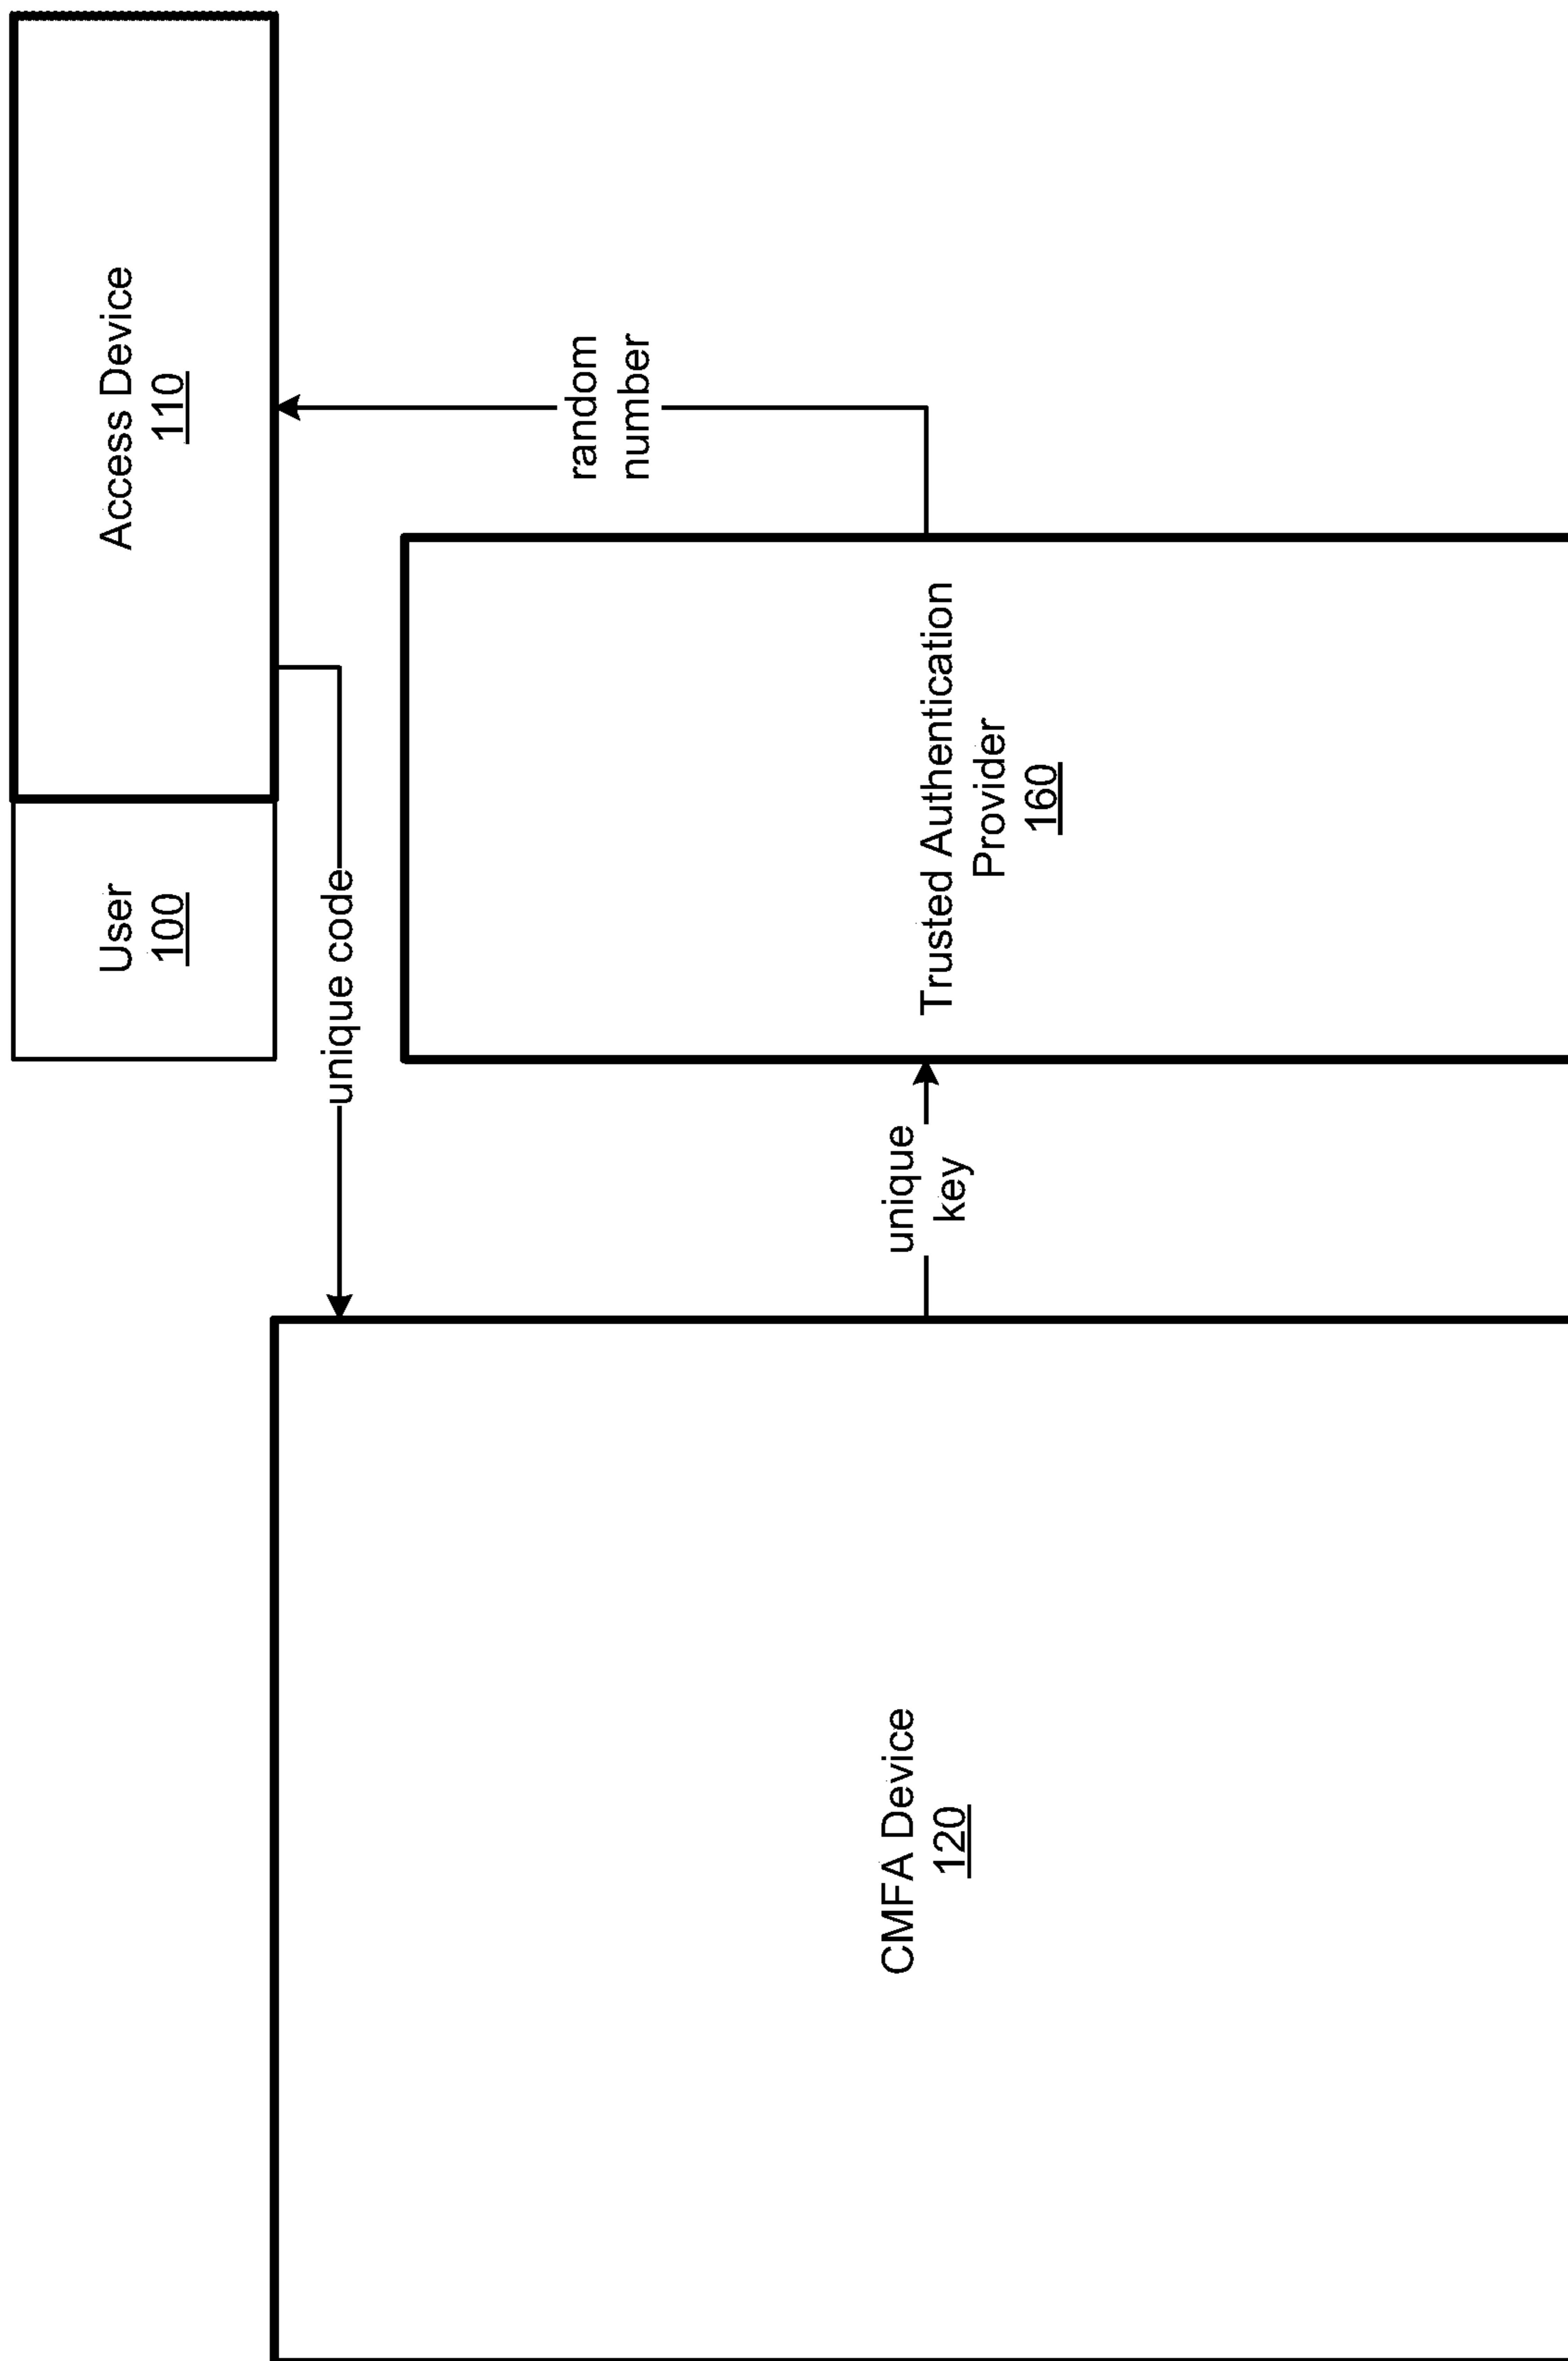 User
100
Access Device
110
unique code
random
number
CMFA Device
120
unique
key
Trusted Authentication
Provider
160